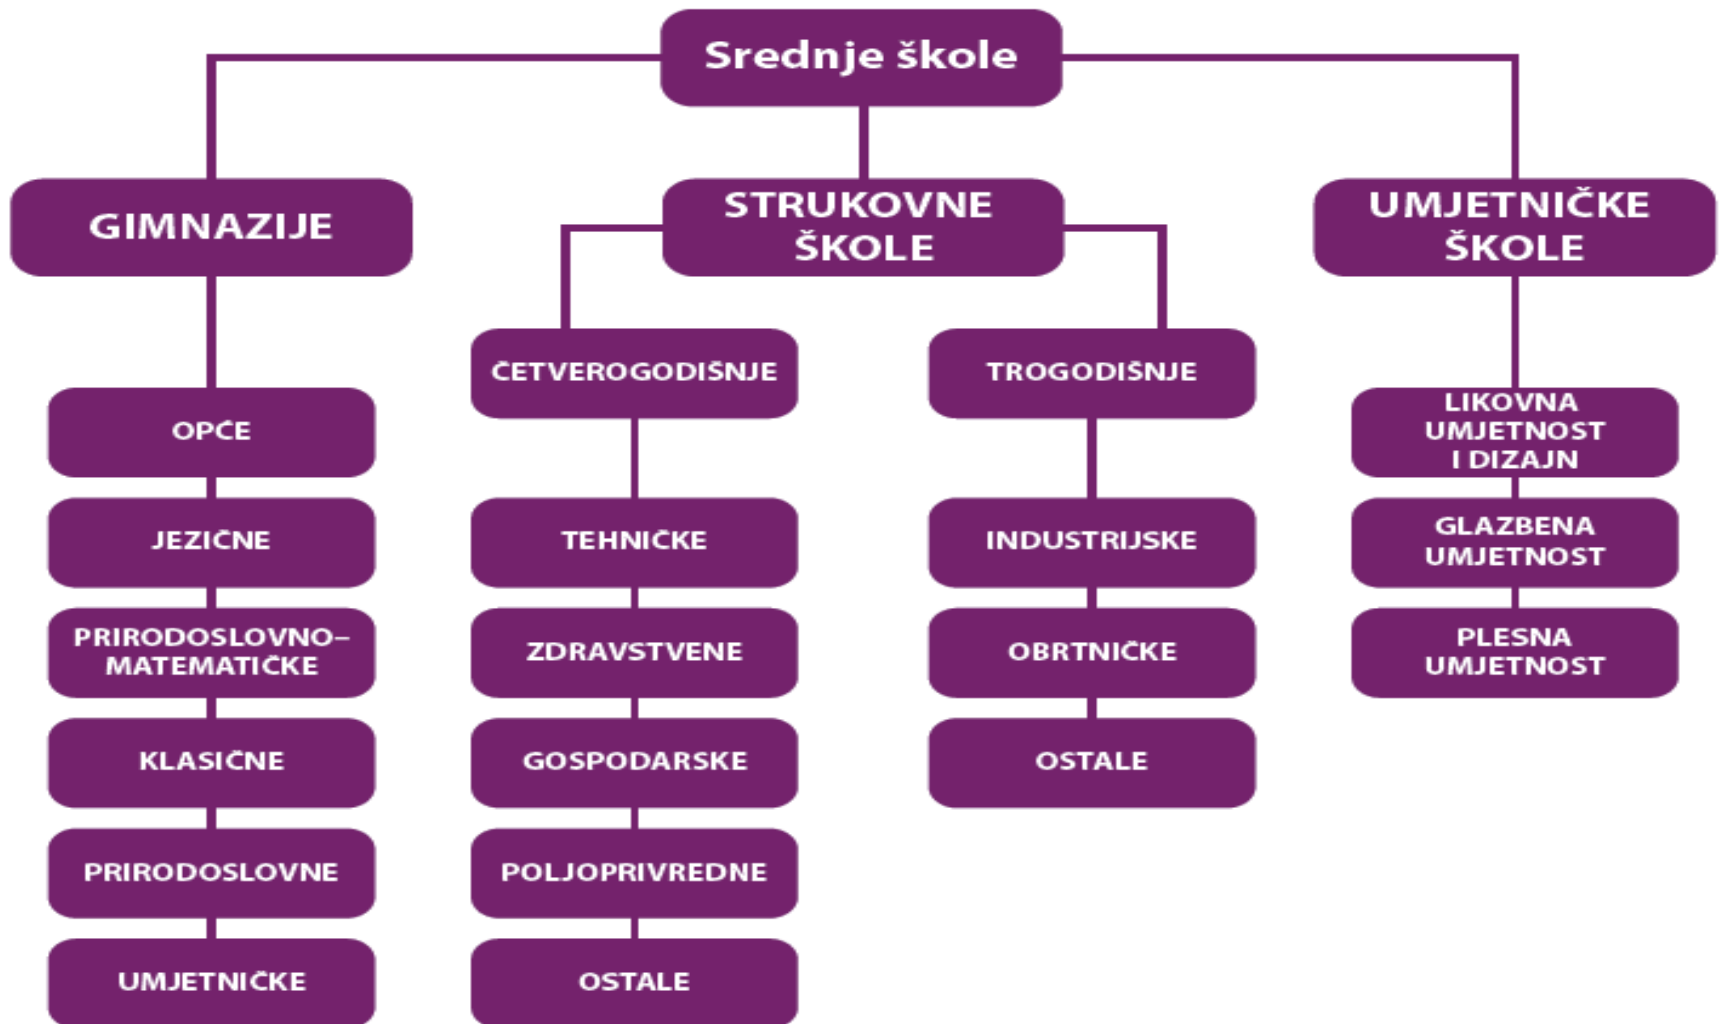 Srednje škole
GIMNAZIJE
STRUKOVNE
ŠKOLE
UMJETNIČKE
ŠKOLE
OPĆE
JEZIČNE
PRIRODOSLOVNO–
MATEMATIČKE
KLASIČNE
PRIRODOSLOVNE
UMJETNIČKE
ČETVEROGODIŠNJE
TEHNIČKE
ZDRAVSTVENE
GOSPODARSKE
POLJOPRIVREDNE
OSTALE
TROGODIŠNJE
INDUSTRIJSKE
OBRTNIČKE
OSTALE
LIKOVNA
UMJETNOST
I DIZAJN
GLAZBENA
UMJETNOST
PLESNA
UMJETNOST